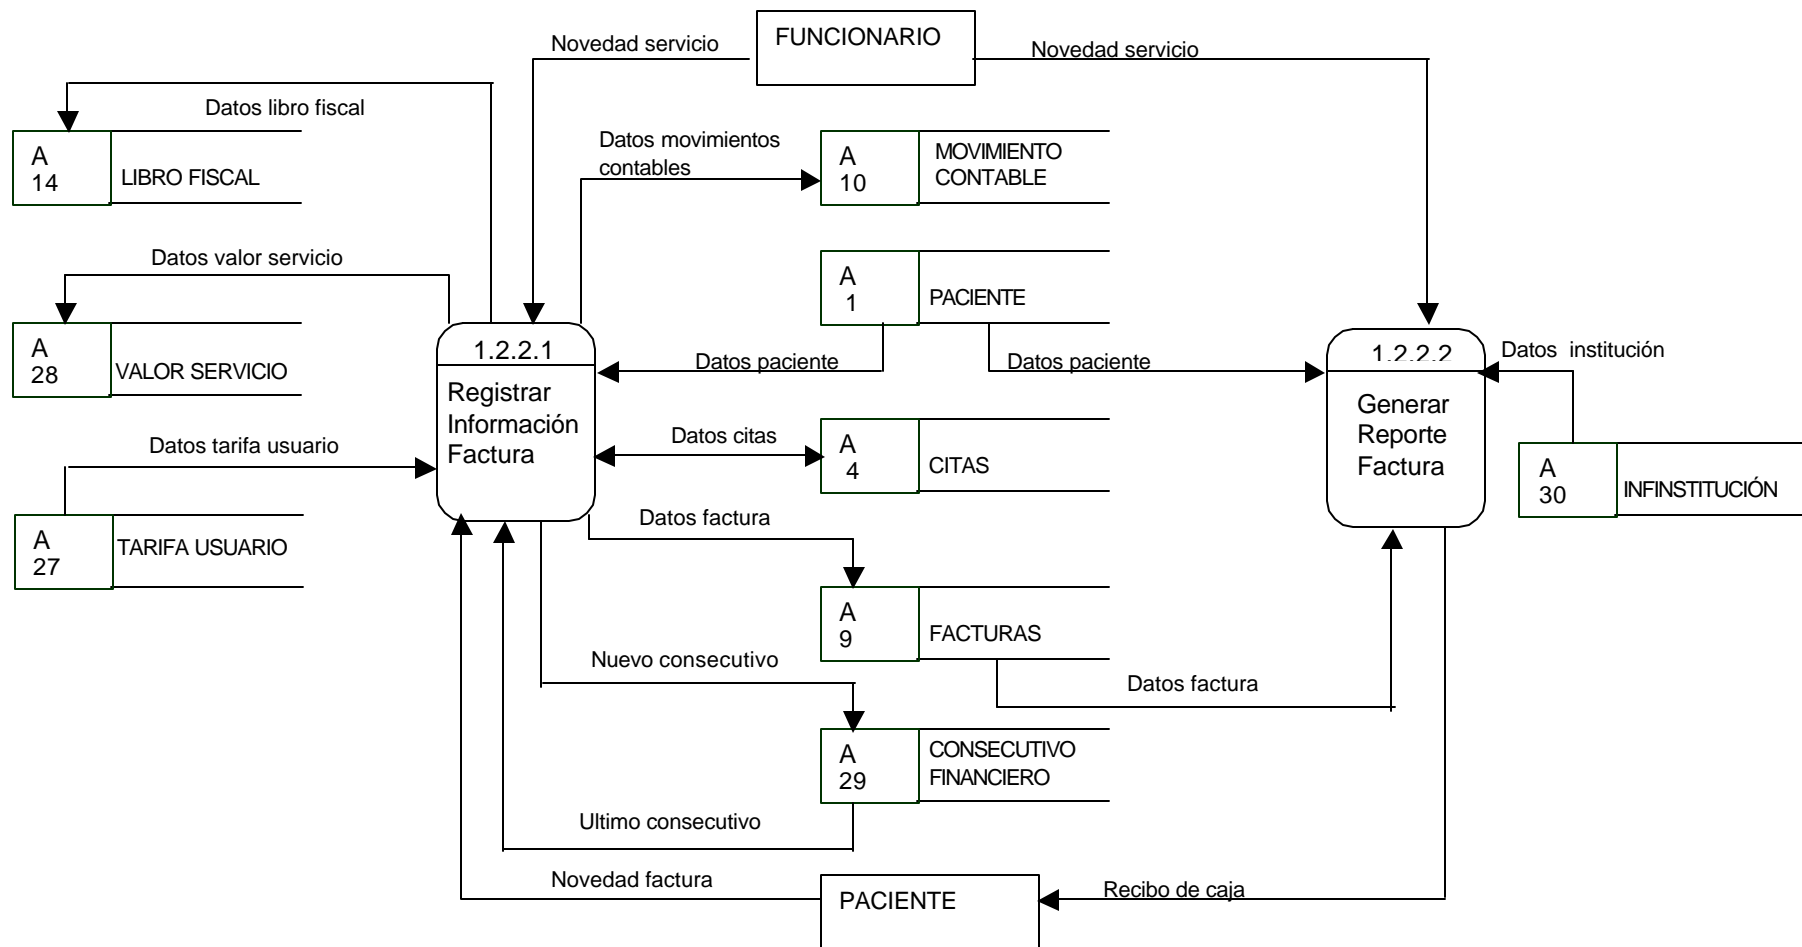 FUNCIONARIO
Novedad servicio
Novedad servicio
Datos libro fiscal
A
14
LIBRO FISCAL
Datos movimientos
contables
A
10
MOVIMIENTO
CONTABLE
Datos valor servicio
A
28
VALOR SERVICIO
A
1
PACIENTE
1.2.2.1
Registrar
Información
Factura
Datos paciente
Datos paciente
1.2.2.2
Generar
Reporte
Factura
Datos institución
Datos tarifa usuario
Datos citas
A
4
CITAS
A
30
INFINSTITUCIÓN
A
27
TARIFA USUARIO
Datos factura
A
9
FACTURAS
Nuevo consecutivo
Datos factura
A
29
CONSECUTIVO
FINANCIERO
Ultimo consecutivo
Novedad factura
PACIENTE
Recibo de caja